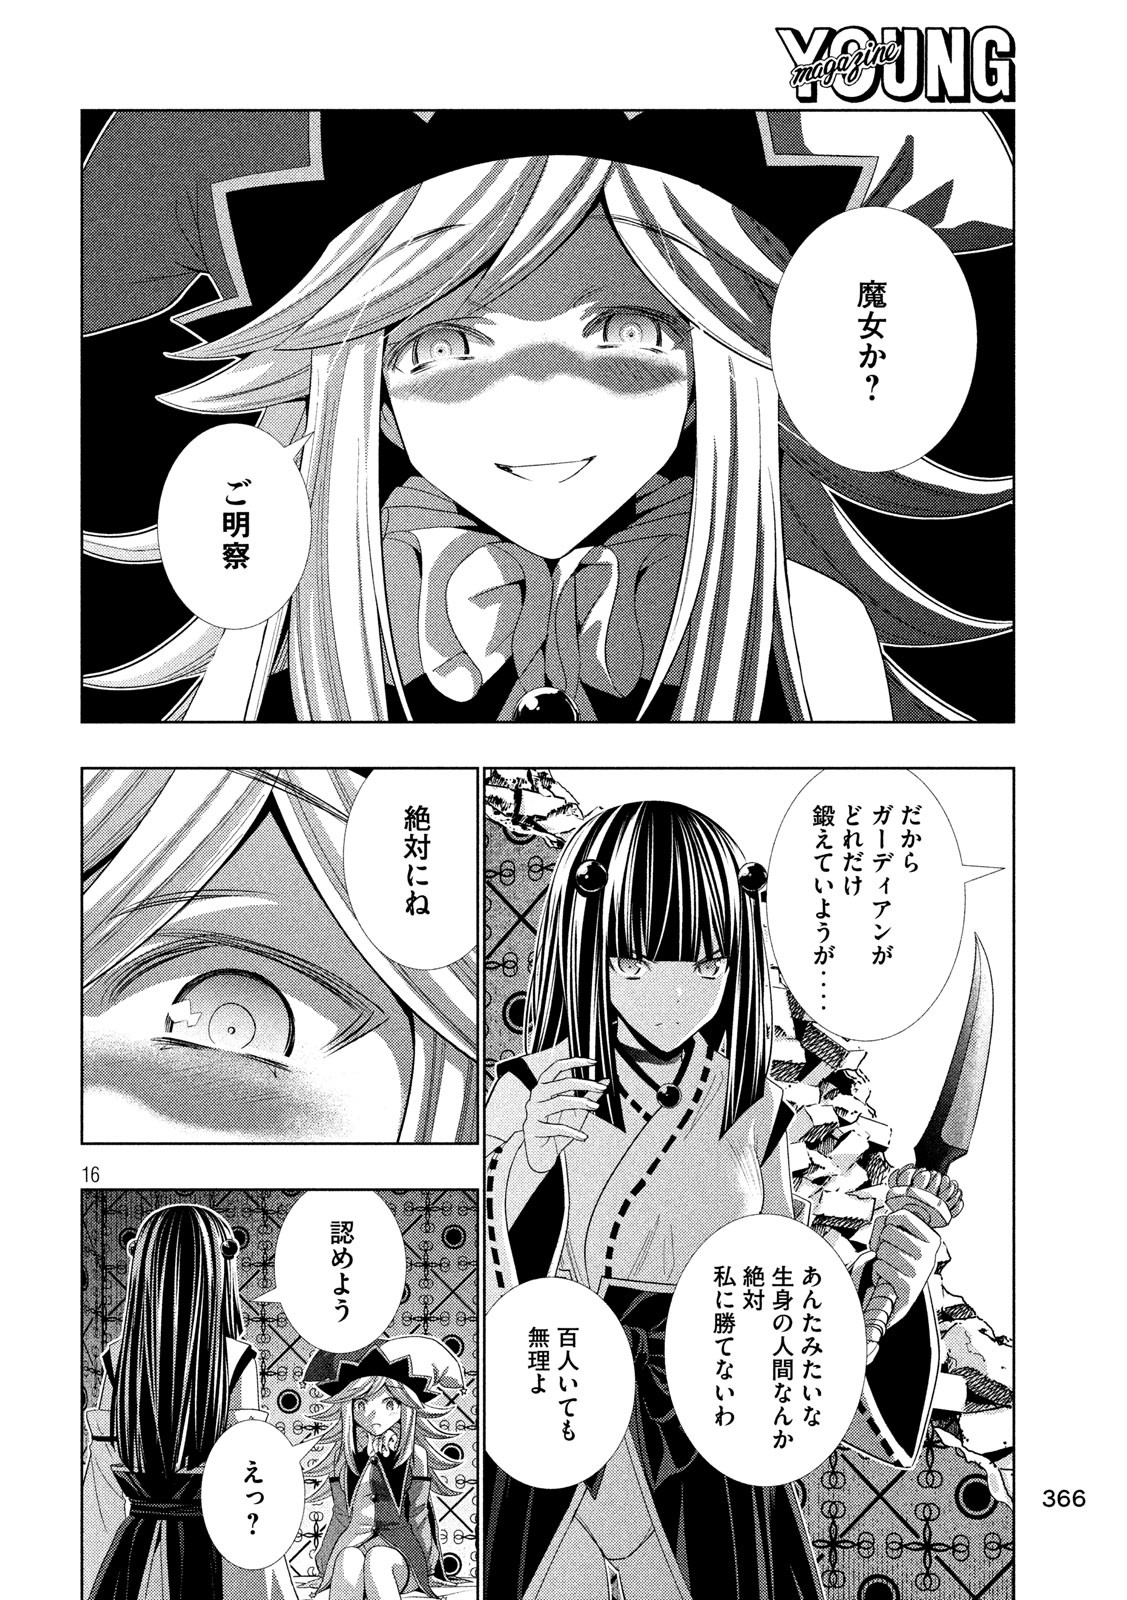 YOUNG
magazine
魔女か？
ご明察
だから
ガーディアンが
どれだけ
鍛えていようが‥‥
あんたみたいな
生身の人間なんか
絶対
私に勝てないわ
百人いても
無理よ
絶対にね
16
認めよう
えっ？
366